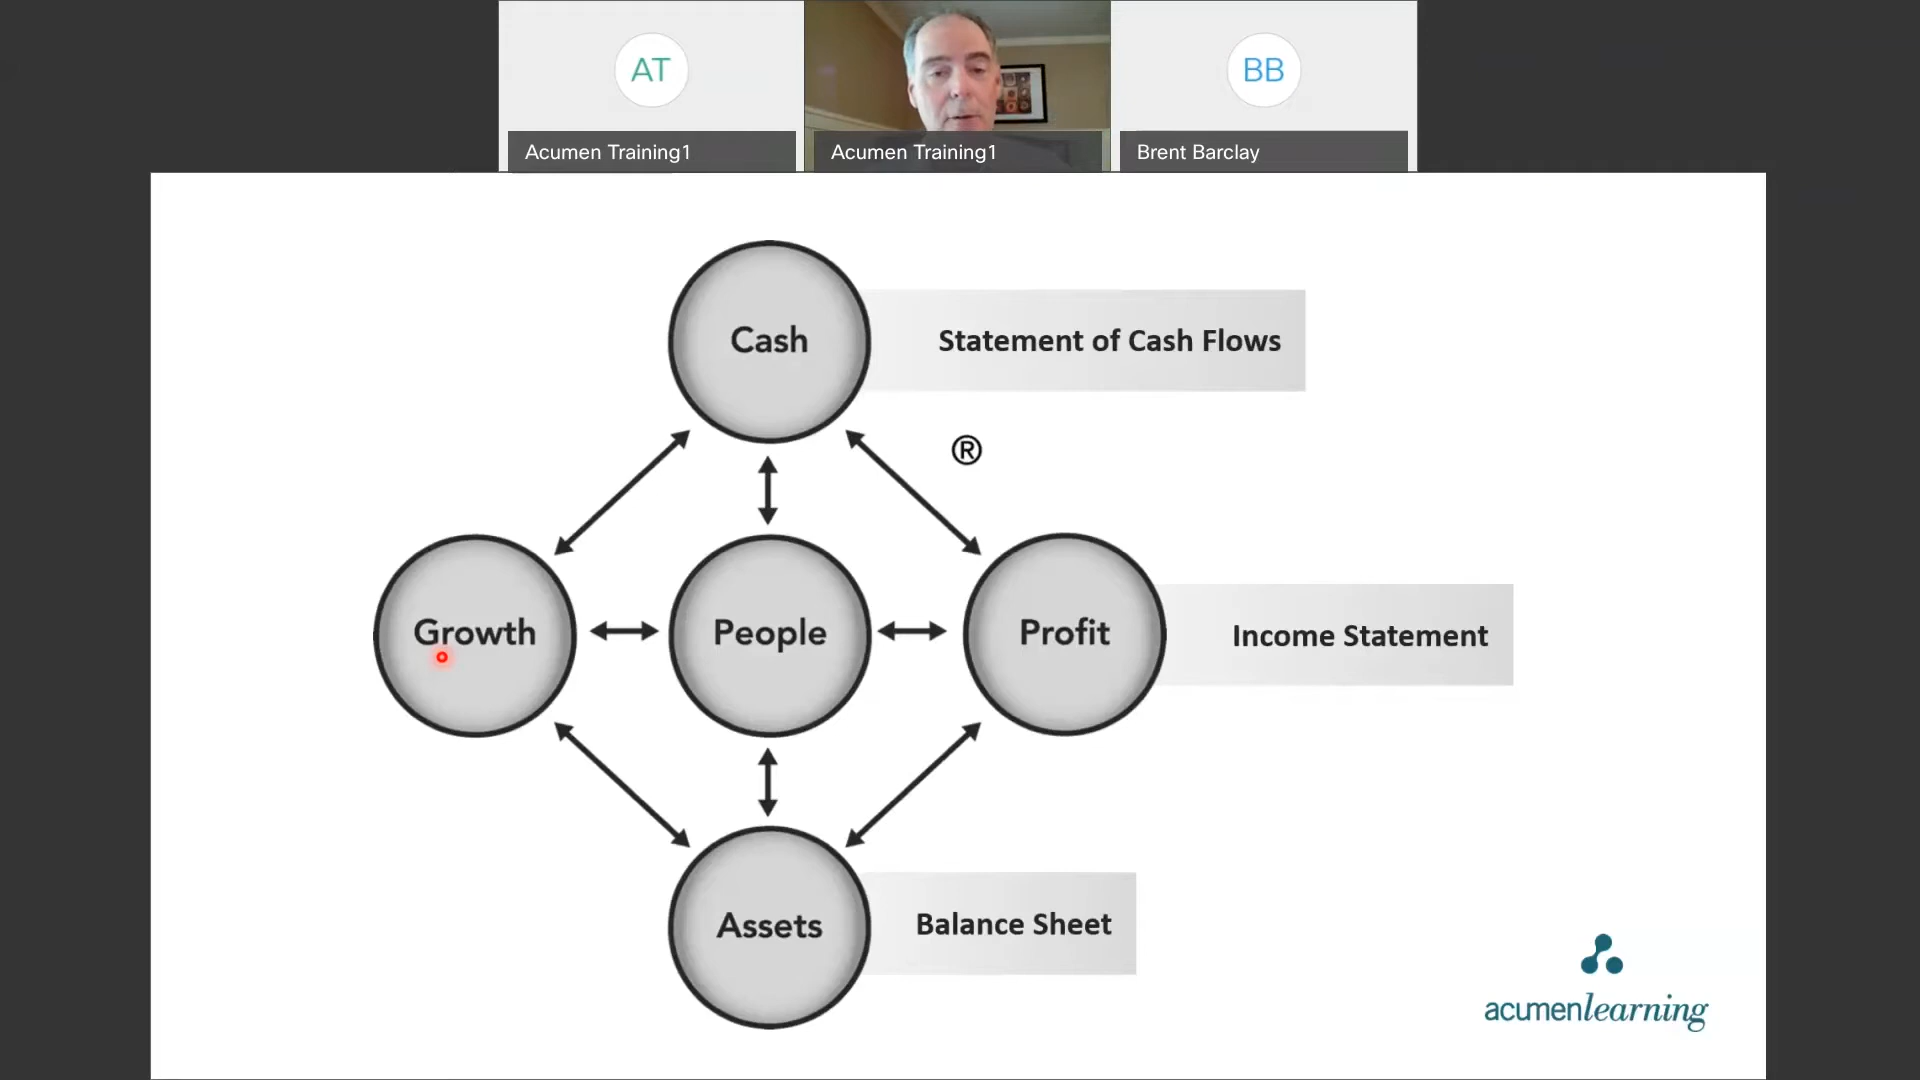 AT
BB
Acumen Training1
Acumen Training1
Brent Barclay
Cash
Statement of Cash Flows
®
Growth
People
Profit
Income Statement
Assets
Balance Sheet
acumenlearning